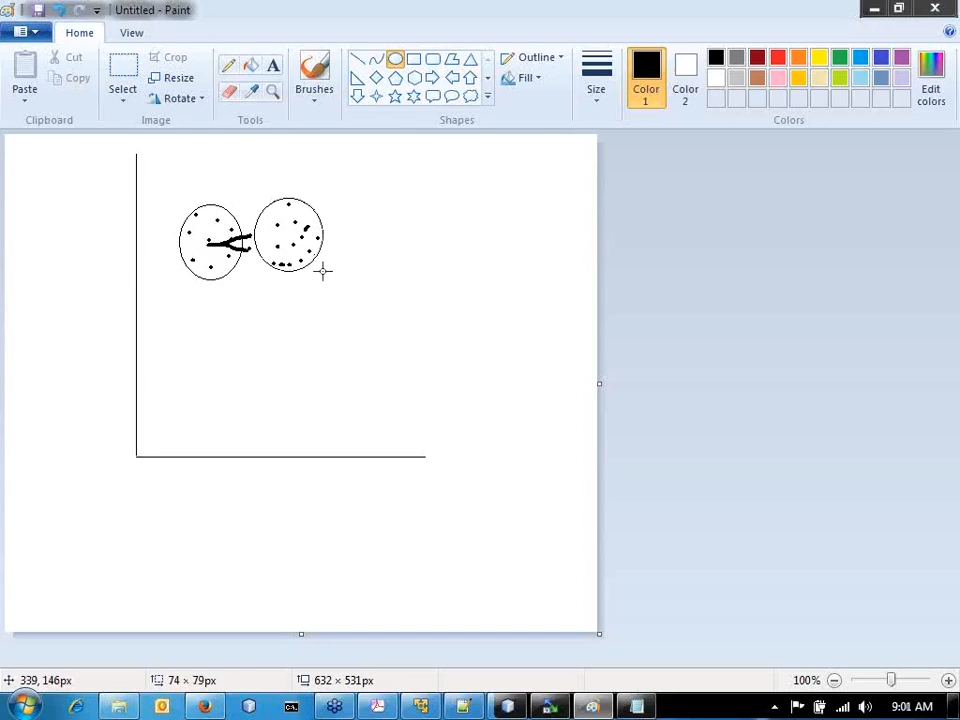 Untitled - Paint
Home
View
Paste
Cut
Copy
Clipboard
Select
Crop
Resize
Rotate
Image
A
Tools
Brushes
Shapes
Outline
Fill
Size
Color
1
Color
2
Edit
colors
Colors
339, 146px
74 × 79px
632 × 531px
100%
9:01 AM